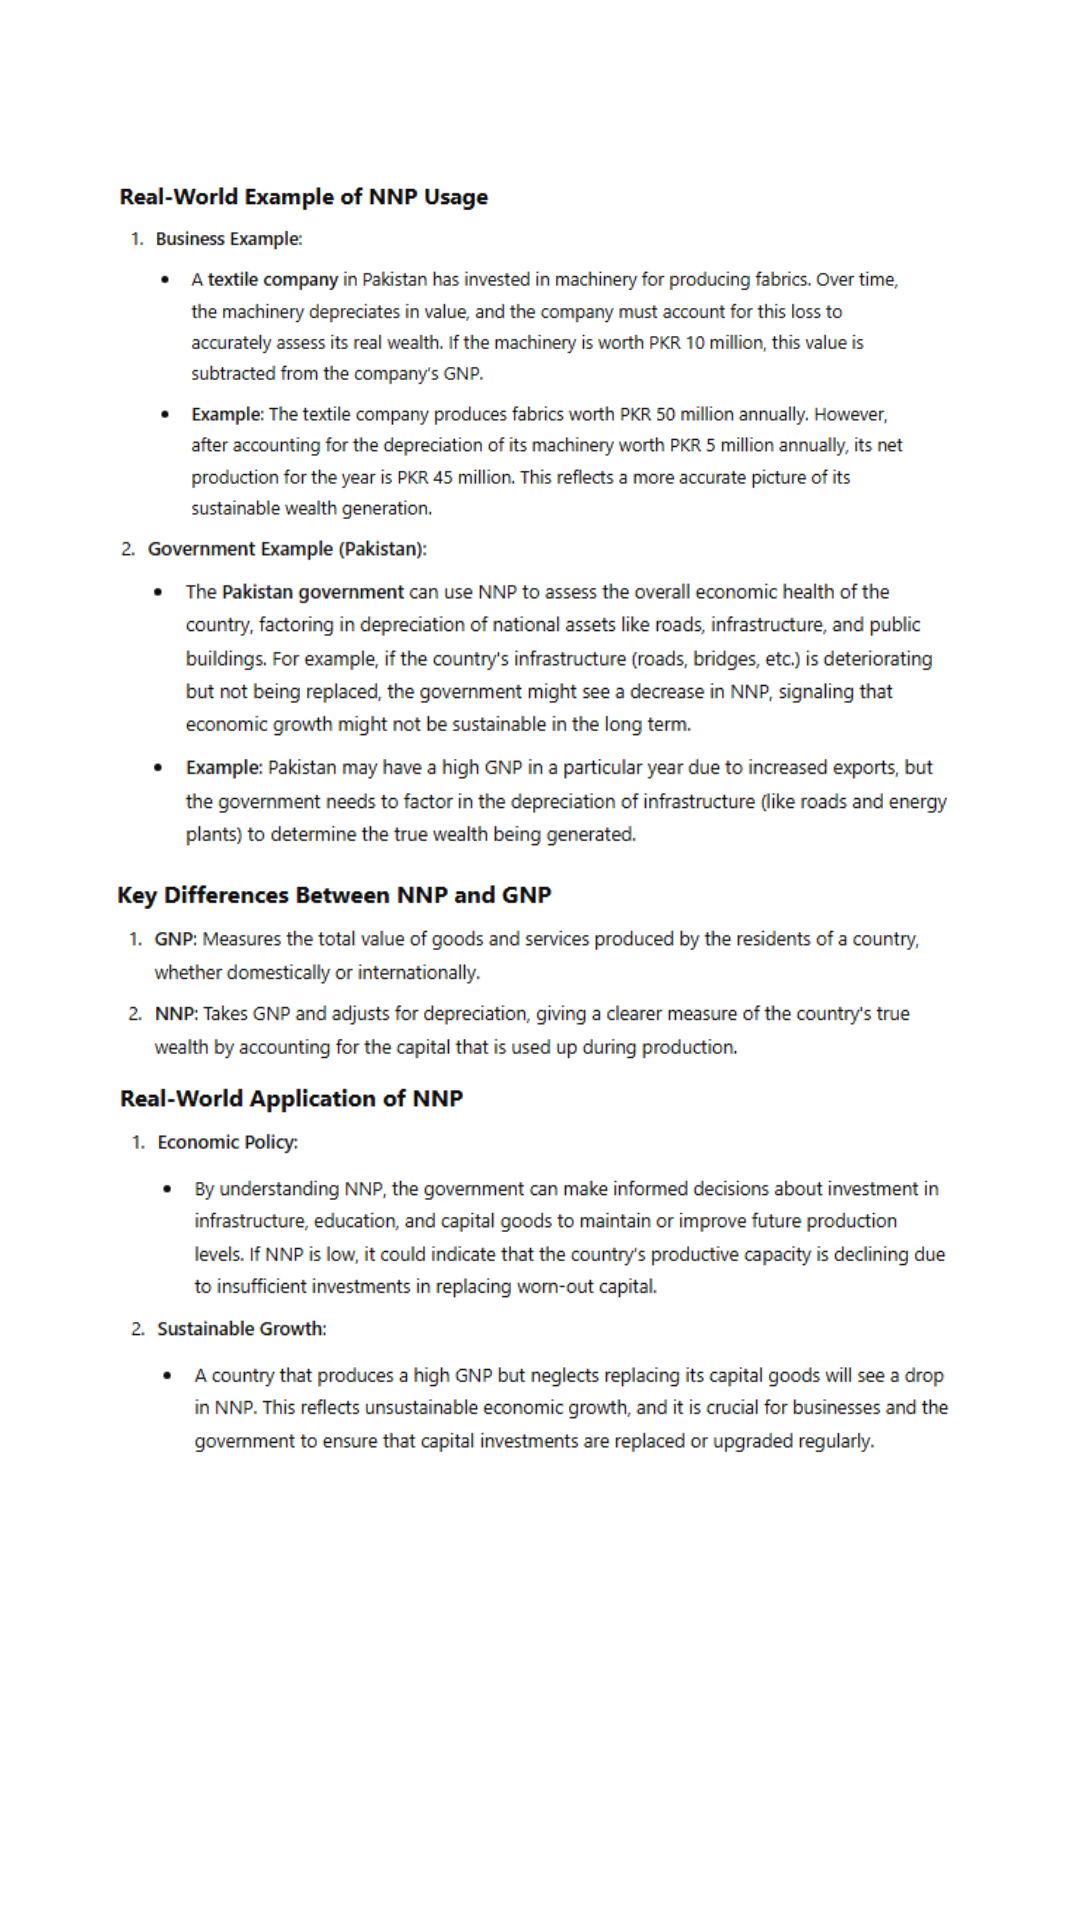 Real-World Example of NNP Usage
1. Business Example:
• A textile company in Pakistan has invested in machinery for producing fabrics. Over time,
the machinery depreciates in value, and the company must account for this loss to
accurately assess its real wealth. If the machinery is worth PKR 10 million, this value is
subtracted from the company's GNP.
• Example: The textile company produces fabrics worth PKR 50 million annually. However,
after accounting for the depreciation of its machinery worth PKR 5 million annually, its net
production for the year is PKR 45 million. This reflects a more accurate picture of its
sustainable wealth generation.
2. Government Example (Pakistan):
• The Pakistan government can use NNP to assess the overall economic health of the
country, factoring in depreciation of national assets like roads, infrastructure, and public
buildings. For example, if the country's infrastructure (roads, bridges, etc.) is deteriorating
but not being replaced, the government might see a decrease in NNP, signaling that
economic growth might not be sustainable in the long term.
• Example: Pakistan may have a high GNP in a particular year due to increased exports, but
the government needs to factor in the depreciation of infrastructure (like roads and energy
plants) to determine the true wealth being generated.
Key Differences Between NNP and GNP
1. GNP: Measures the total value of goods and services produced by the residents of a country,
whether domestically or internationally.
2. NNP: Takes GNP and adjusts for depreciation, giving a clearer measure of the country's true
wealth by accounting for the capital that is used up during production.
Real-World Application of NNP
1. Economic Policy:
• By understanding NNP, the government can make informed decisions about investment in
infrastructure, education, and capital goods to maintain or improve future production
levels. If NNP is low, it could indicate that the country's productive capacity is declining due
to insufficient investments in replacing worn-out capital.
2. Sustainable Growth:
• A country that produces a high GNP but neglects replacing its capital goods will see a drop
in NNP. This reflects unsustainable economic growth, and it is crucial for businesses and the
government to ensure that capital investments are replaced or upgraded regularly.